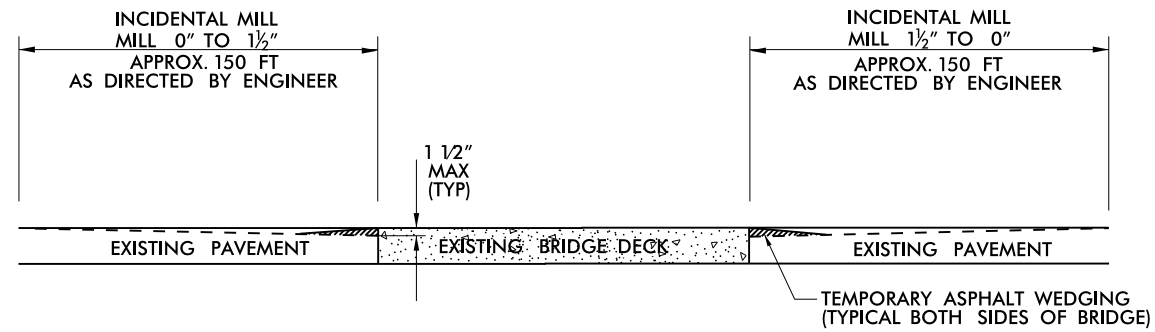 INCIDENTAL MILL
MILL 0" TO 1½"
APPROX. 150 FT
AS DIRECTED BY ENGINEER
INCIDENTAL MILL
MILL 1½" TO 0"
APPROX. 150 FT
AS DIRECTED BY ENGINEER
1 1/2"
MAX
(TYP)
EXISTING PAVEMENT
EXISTING BRIDGE DECK
EXISTING PAVEMENT
TEMPORARY ASPHALT WEDGING
(TYPICAL BOTH SIDES OF BRIDGE)